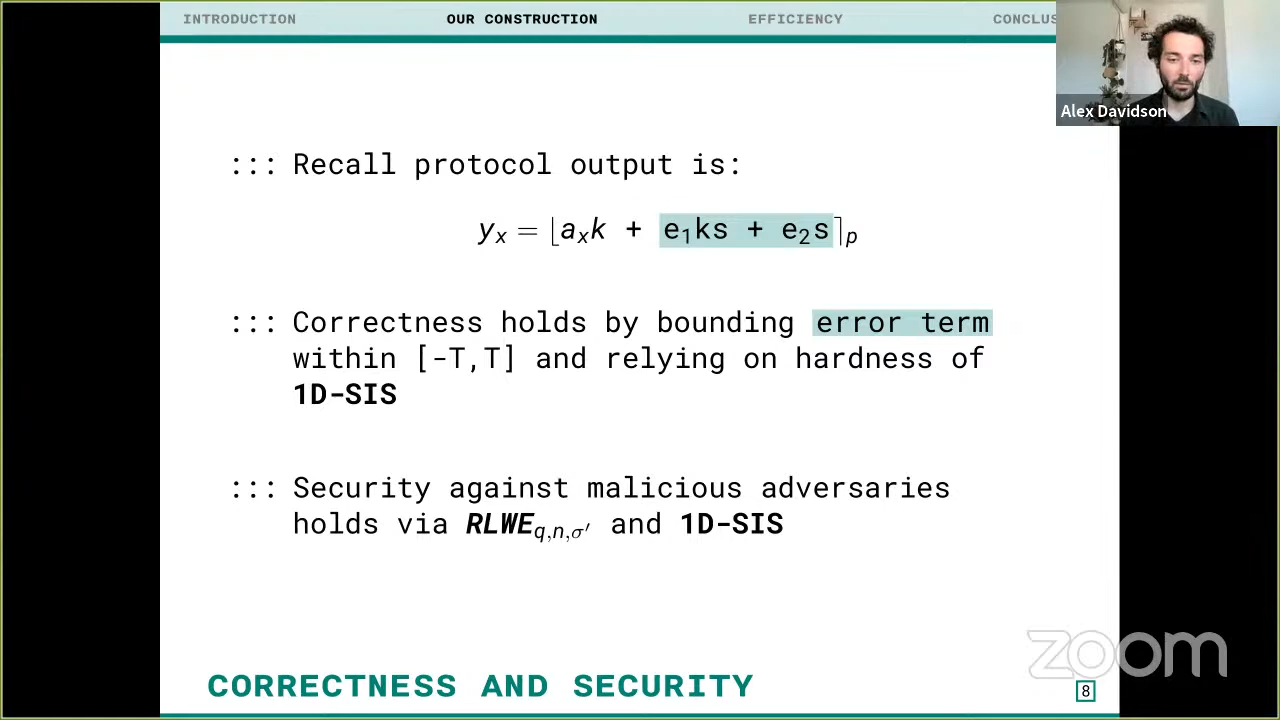 INTRODUCTION OUR CONSTRUCTION EFFICIENCY CONCLUS
Alex Davidson
::: Recall protocol output is:
yₓ = ⌊aₓk + e₁ks + e₂s⌉ₚ
::: Correctness holds by bounding error term
within [-T,T] and relying on hardness of
1D-SIS
::: Security against malicious adversaries
holds via RLWE_q,n,σ′ and 1D-SIS
zoom
CORRECTNESS AND SECURITY 8